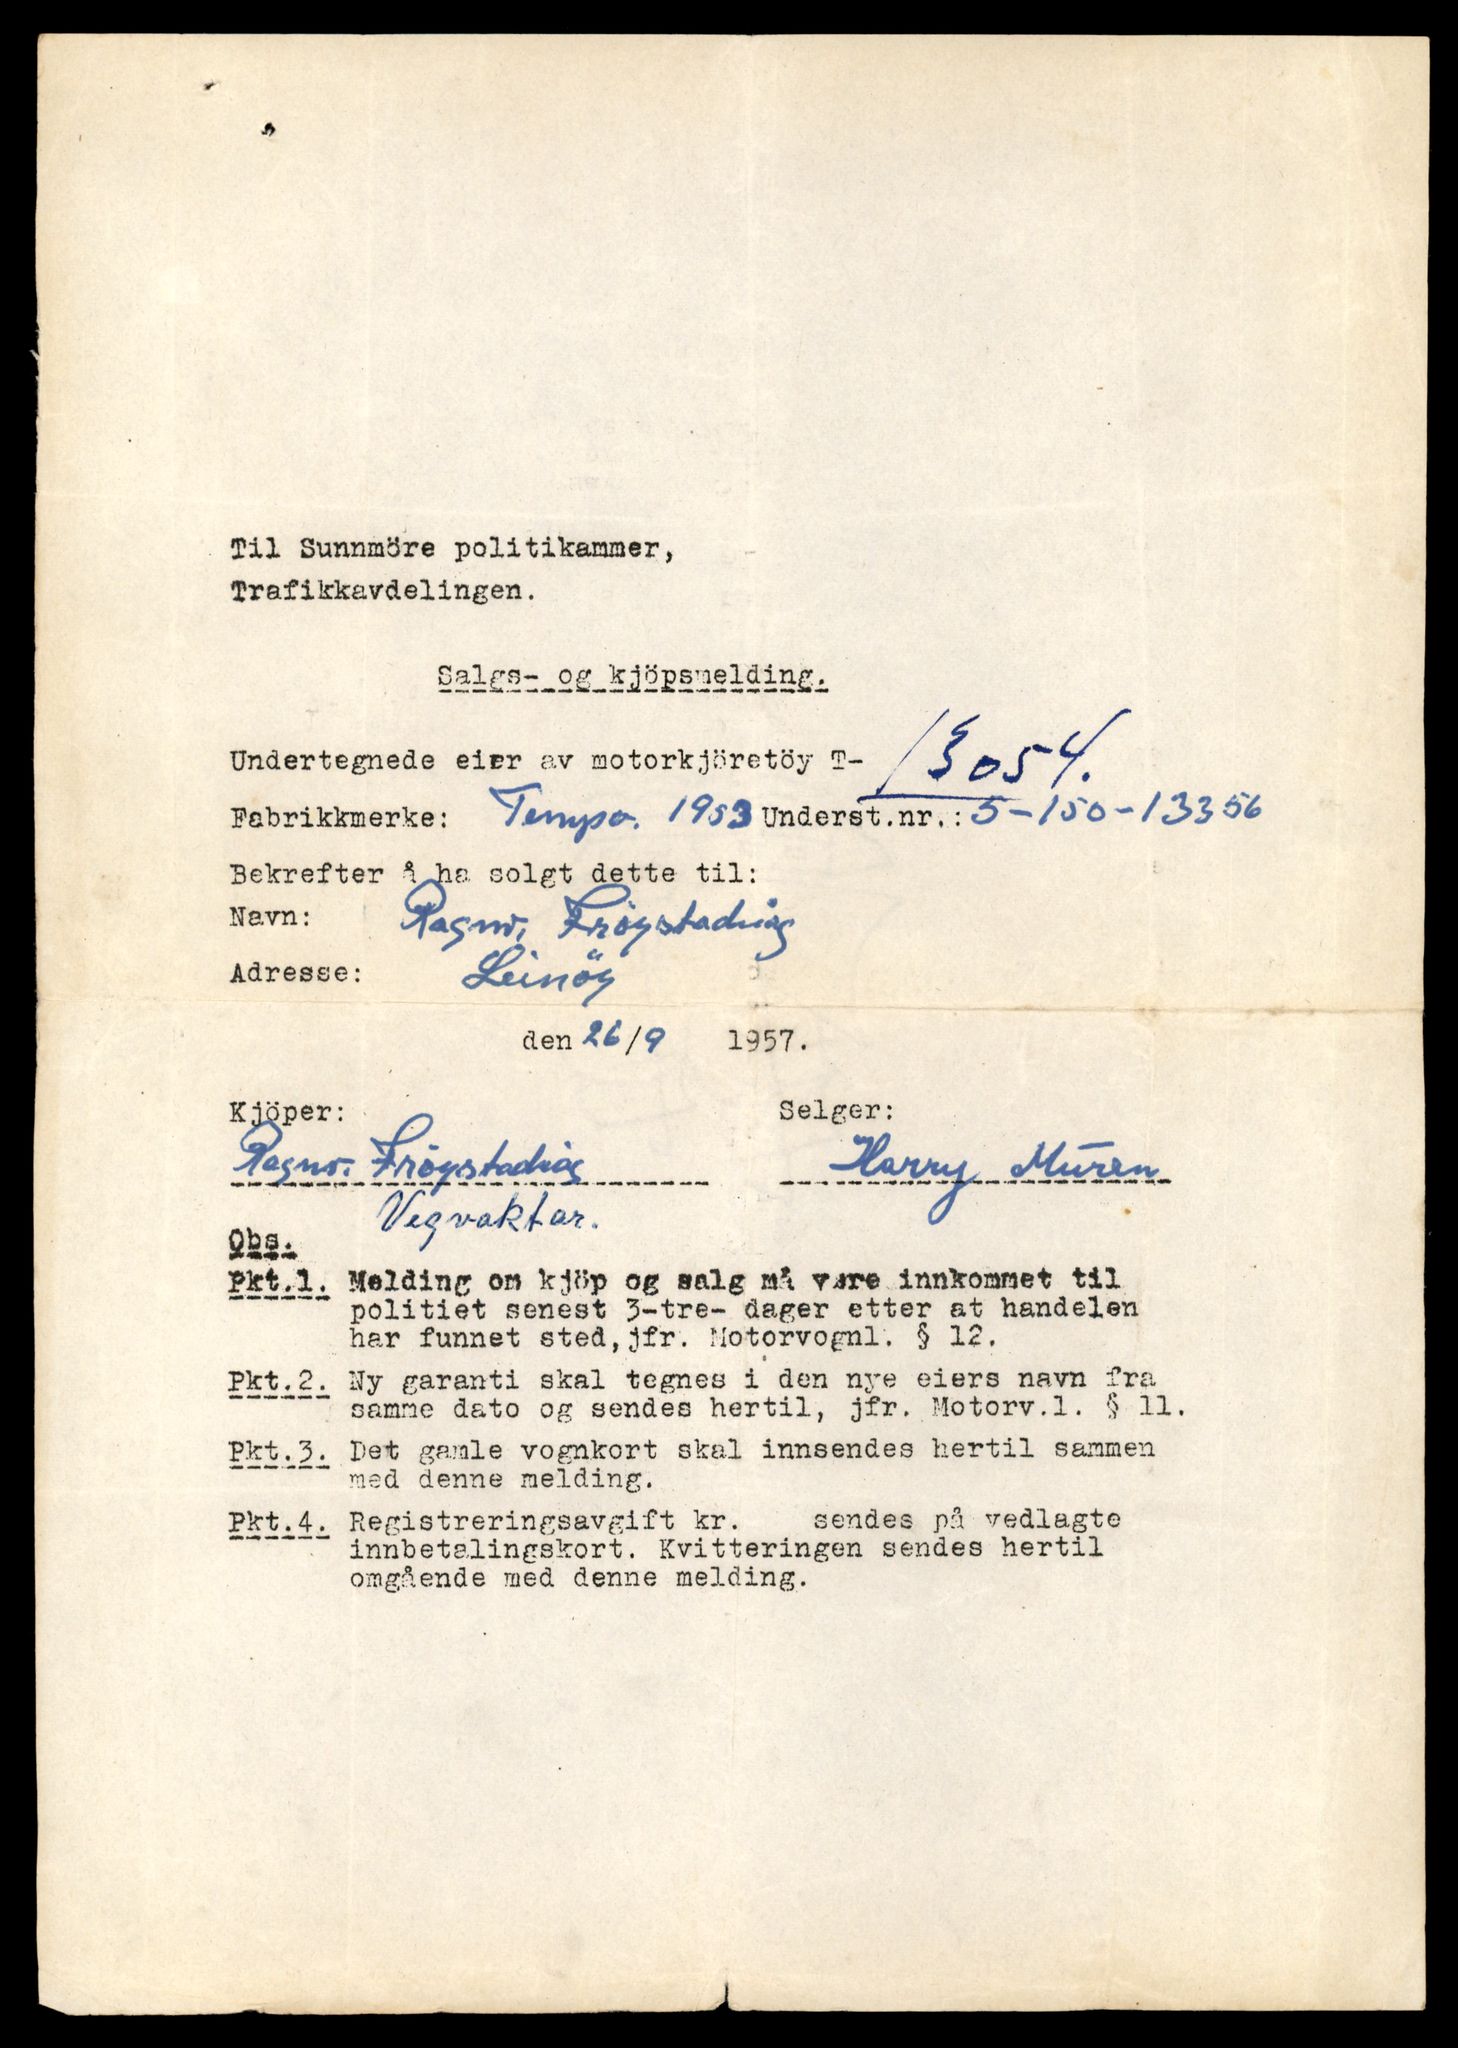 Til Sunnmöre politikammer,
Trafikkavdelingen.
Salgs- og kjöpsmelding.
Undertegnede eier av motorkjöretöy T- 13054.
Fabrikkmerke: Tempo. 1953 Underst.nr.: 5-150-13356
Bekrefter å ha solgt dette til:
Navn: Ragnv. Fröystadvåg
Adresse: Leinöy
den 26/9 1957.
Kjöper: Selger:
Ragnv. Fröystadvåg Harry Muren
Vegvaktar.
Obs.
Pkt.1. Melding om kjöp og salg må være innkommet til
politiet senest 3-tre- dager etter at handelen
har funnet sted, jfr. Motorvognl. § 12.
Pkt.2. Ny garanti skal tegnes i den nye eiers navn fra
samme dato og sendes hertil, jfr. Motorv.l. § 11.
Pkt.3. Det gamle vognkort skal innsendes hertil sammen
med denne melding.
Pkt.4. Registreringsavgift kr. sendes på vedlagte
innbetalingskort. Kvitteringen sendes hertil
omgående med denne melding.